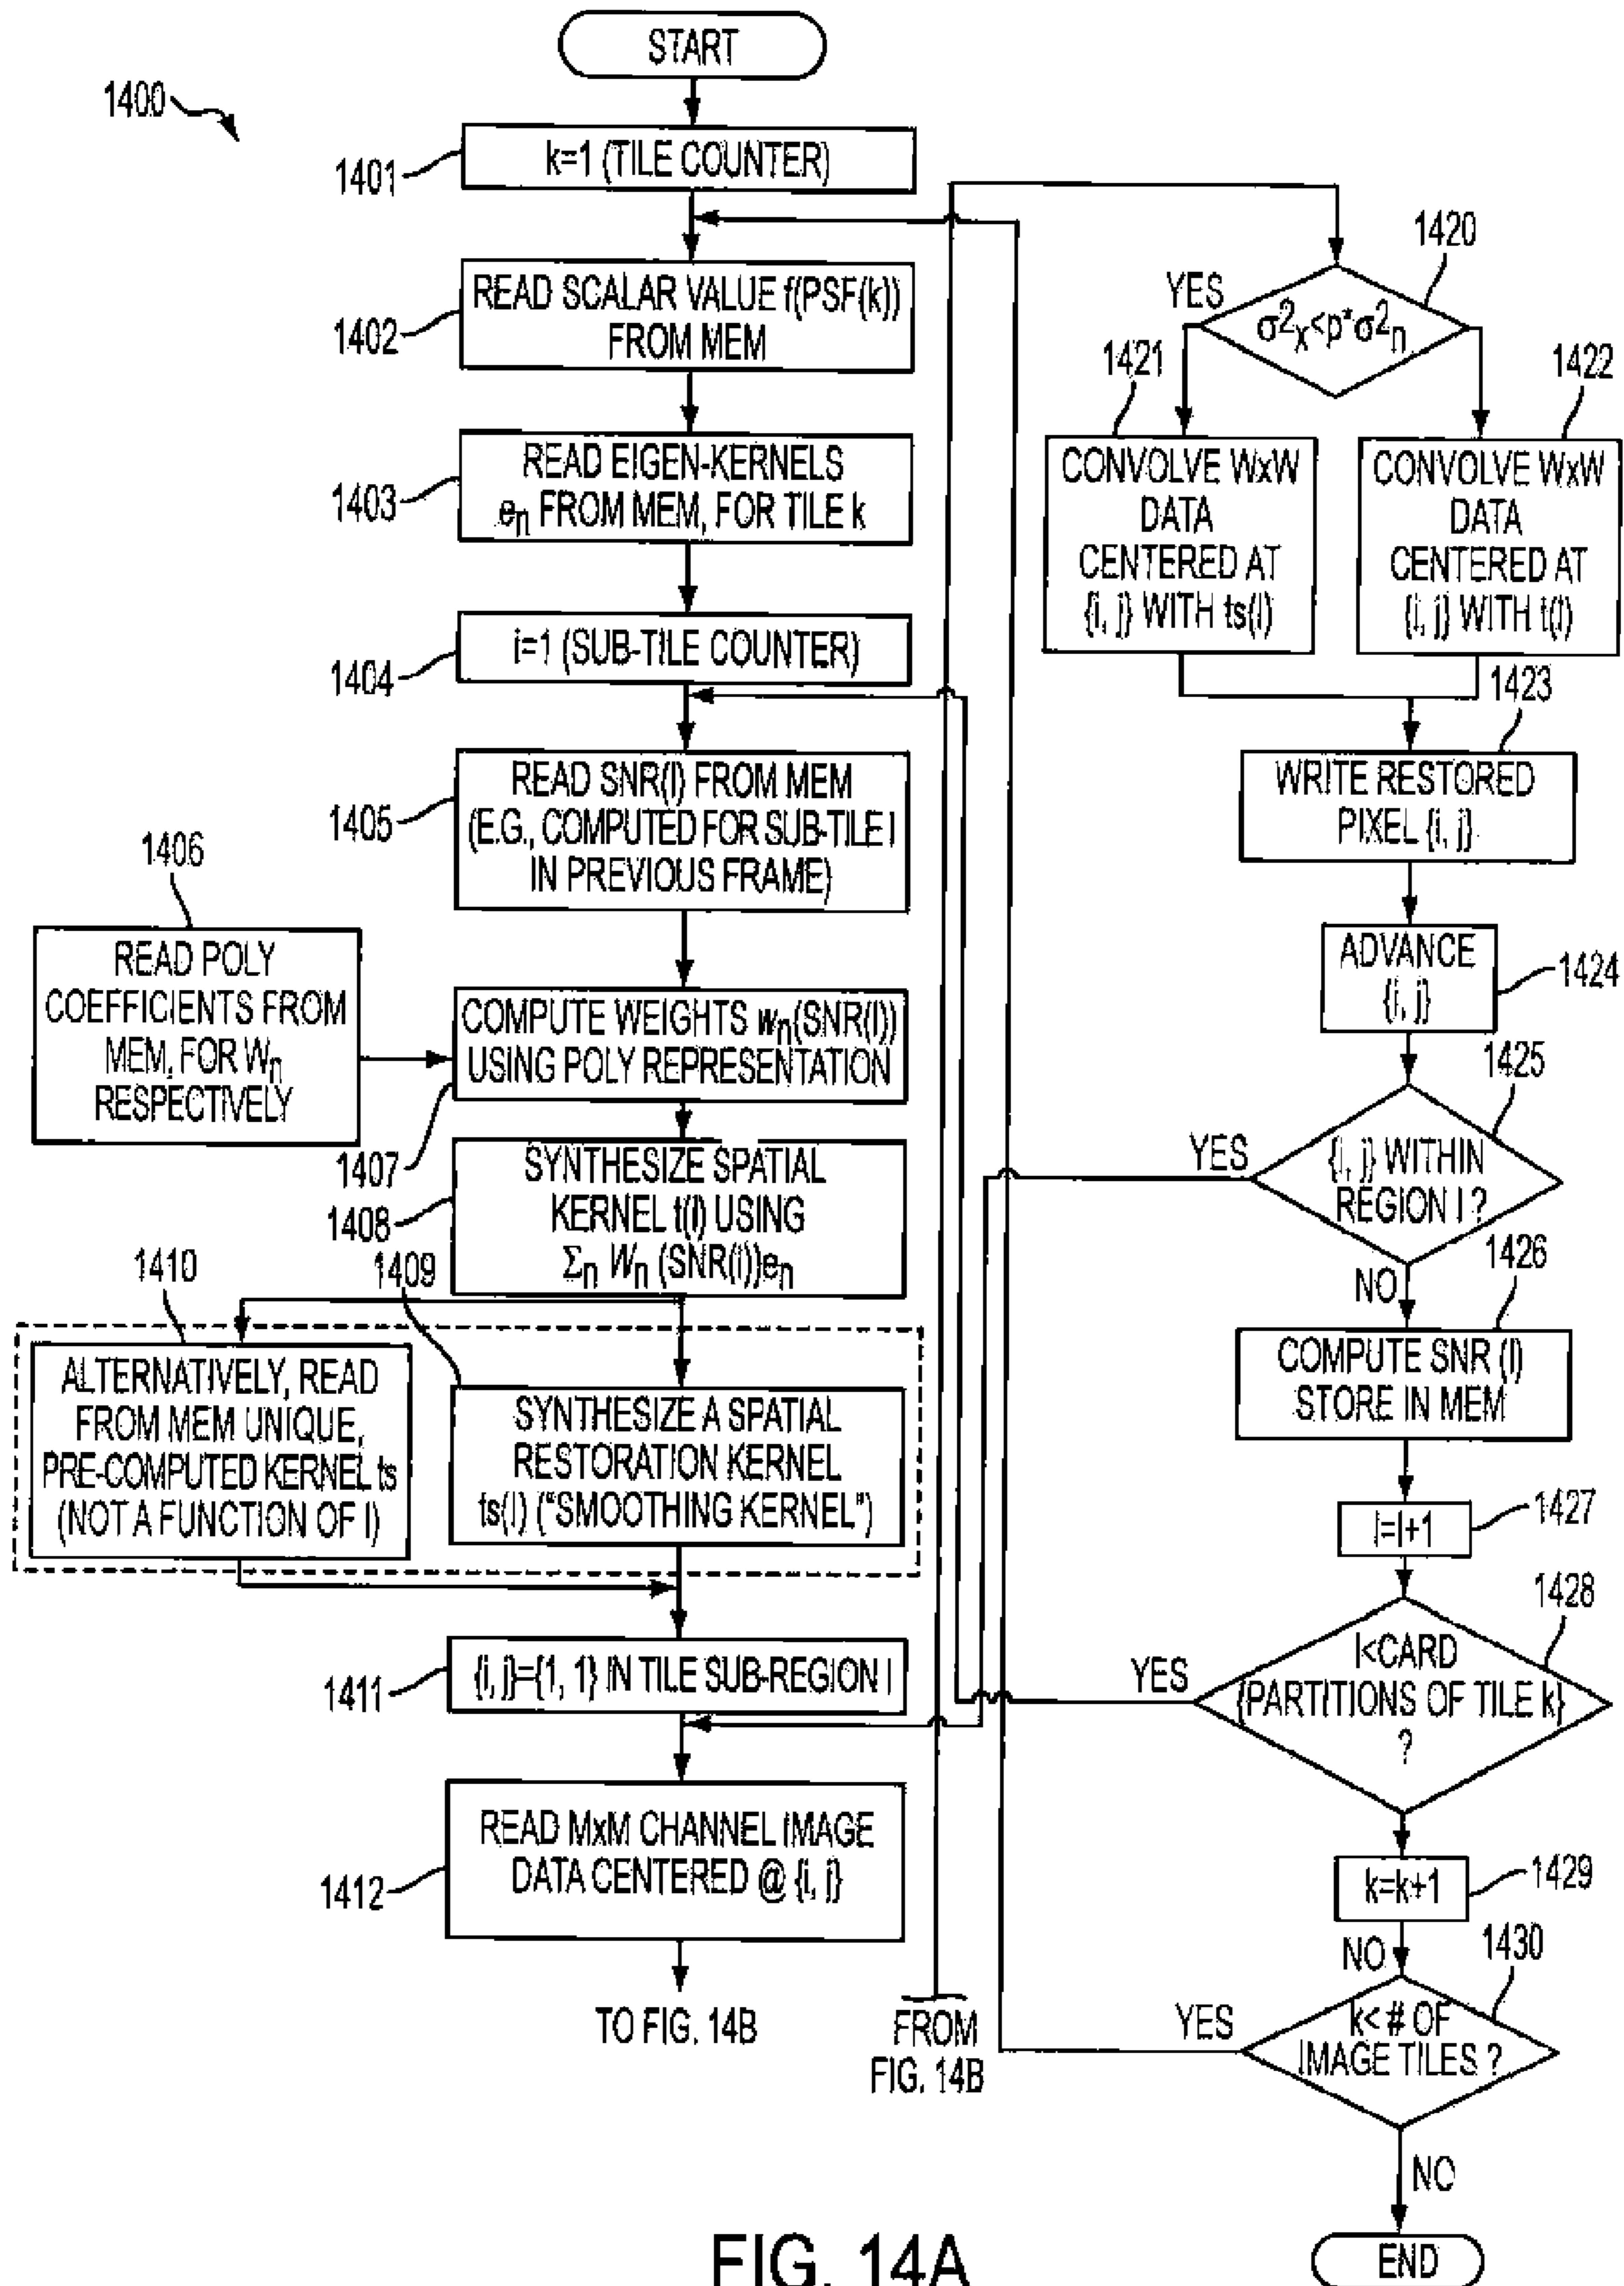 START
1400
k=1 (TILE COUNTER)
1401
READ SCALAR VALUE f(PSF(k))
FROM MEM
1402
READ EIGEN-KERNELS
en FROM MEM, FOR TILE k
1403
i=1 (SUB-TILE COUNTER)
1404
READ SNR(l) FROM MEM
(E.G., COMPUTED FOR SUB-TILE l
IN PREVIOUS FRAME)
1405
1406
READ POLY
COEFFICIENTS FROM
MEM, FOR Wn
RESPECTIVELY
COMPUTE WEIGHTS wn(SNR(l))
USING POLY REPRESENTATION
1407
SYNTHESIZE SPATIAL
KERNEL t(l) USING
Σn Wn (SNR(i))en
1408
1410
1409
ALTERNATIVELY, READ
FROM MEM UNIQUE,
PRE-COMPUTED KERNEL ts
(NOT A FUNCTION OF l)
SYNTHESIZE A SPATIAL
RESTORATION KERNEL
ts(l) ("SMOOTHING KERNEL")
{i, j}={1, 1} IN TILE SUB-REGION l
1411
READ MxM CHANNEL IMAGE
DATA CENTERED @ {i, j}
1412
TO FIG. 14B
FROM
FIG. 14B
1420
YES
σ²x<p*σ²n
1421
1422
CONVOLVE WxW
DATA
CENTERED AT
{i, j} WITH ts(l)
CONVOLVE WxW
DATA
CENTERED AT
{i, j} WITH t(l)
1423
WRITE RESTORED
PIXEL {i, j}
ADVANCE
{i, j}
1424
1425
YES
{i, j} WITHIN
REGION l ?
NO
1426
COMPUTE SNR (l)
STORE IN MEM
l=l+1
1427
1428
YES
l<CARD
{PARTITIONS OF TILE k}
?
k=k+1
1429
NO
1430
YES
k< # OF
IMAGE TILES ?
NO
END
FIG. 14A